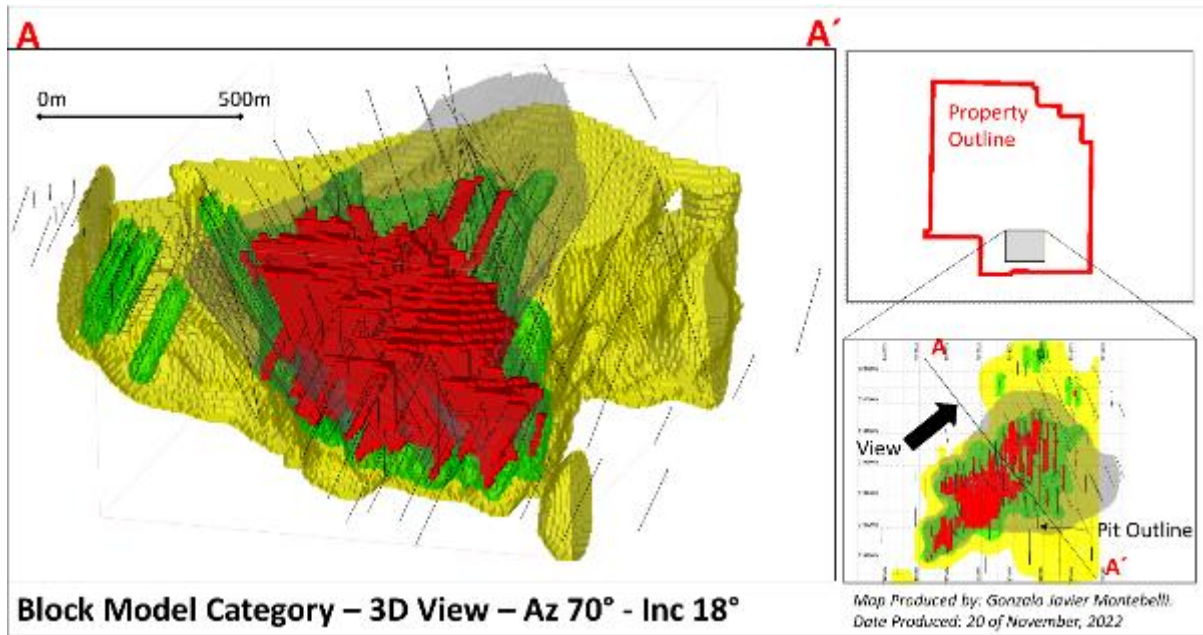 A
A´
0m
500m
Property
Outline
A
View
Pit Outline
A´
Block Model Category – 3D View – Az 70° - Inc 18°
Map Produced by: Gonzalo Javier Montebelli.
Date Produced: 20 of November, 2022